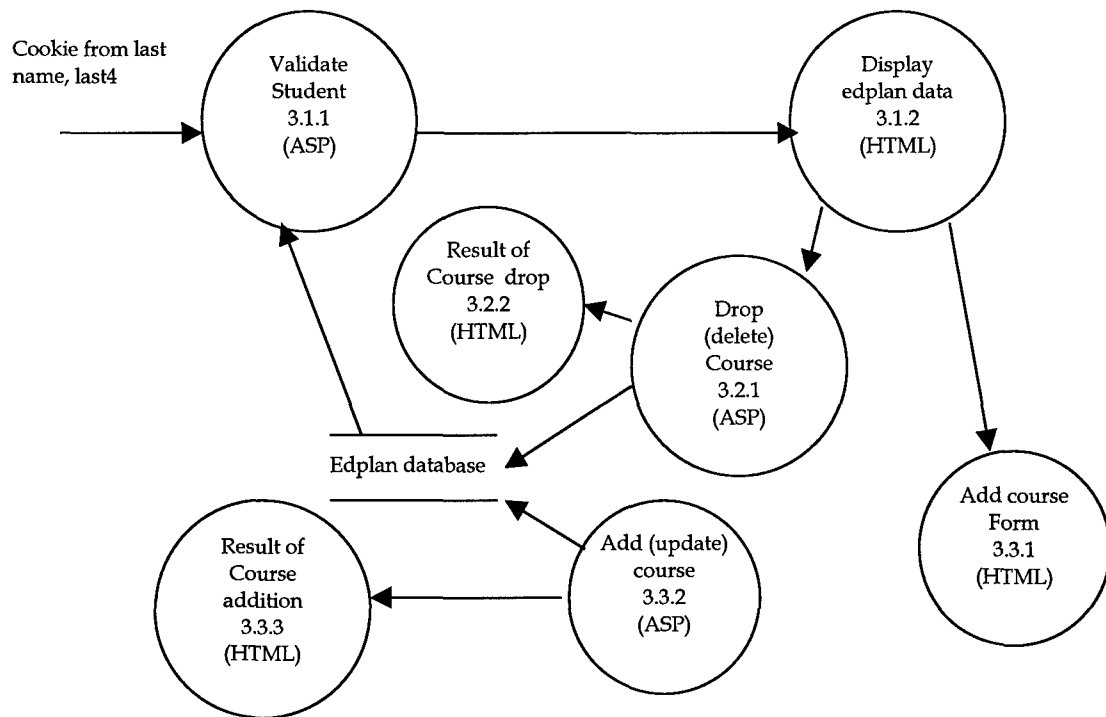 Cookie from last
name, last4
Validate
Student
3.1.1
(ASP)
Display
edplan data
3.1.2
(HTML)
Result of
Course drop
3.2.2
(HTML)
Drop
(delete)
Course
3.2.1
(ASP)
Edplan database
Add course
Form
3.3.1
(HTML)
Result of
Course
addition
3.3.3
(HTML)
Add (update)
course
3.3.2
(ASP)